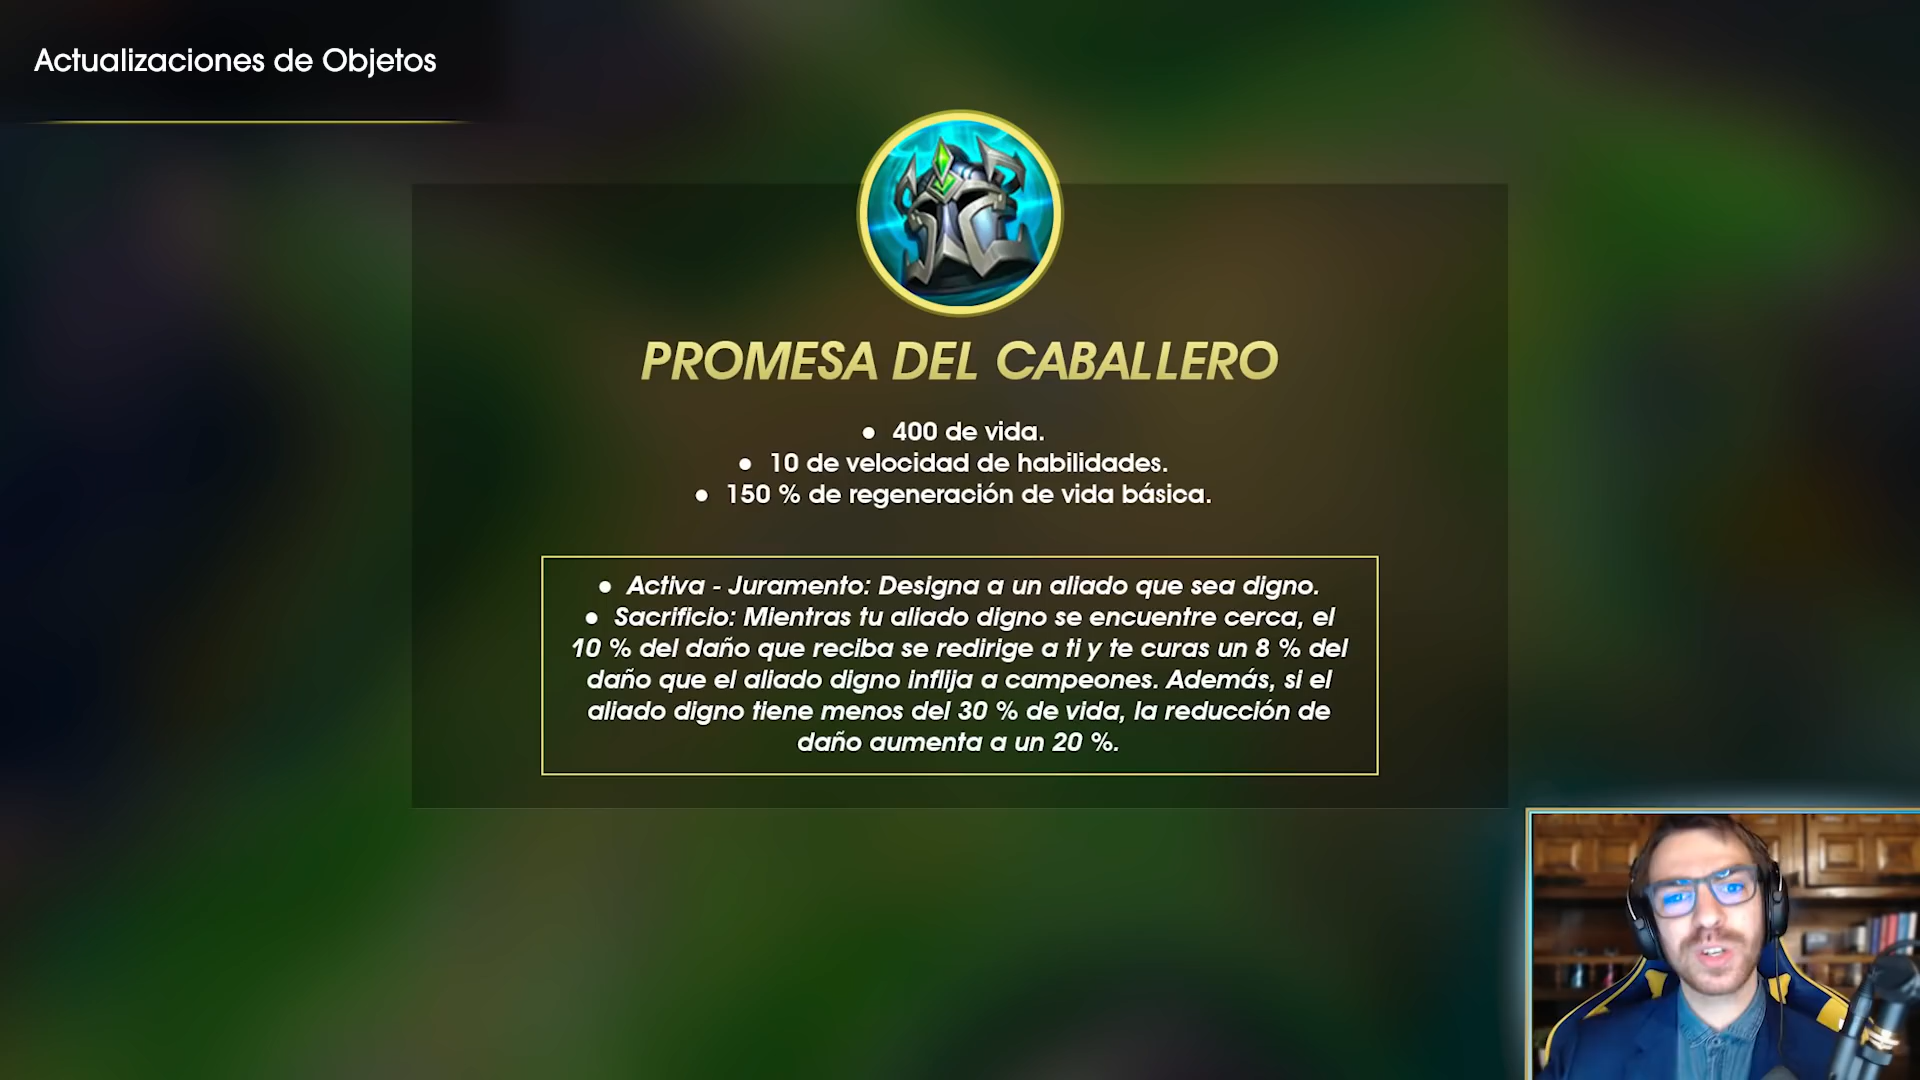 Actualizaciones de Objetos
PROMESA DEL CABALLERO
● 400 de vida.
● 10 de velocidad de habilidades.
● 150 % de regeneración de vida básica.
● Activa - Juramento: Designa a un aliado que sea digno.
● Sacrificio: Mientras tu aliado digno se encuentre cerca, el
10 % del daño que reciba se redirige a ti y te curas un 8 % del
daño que el aliado digno inflija a campeones. Además, si el
aliado digno tiene menos del 30 % de vida, la reducción de
daño aumenta a un 20 %.